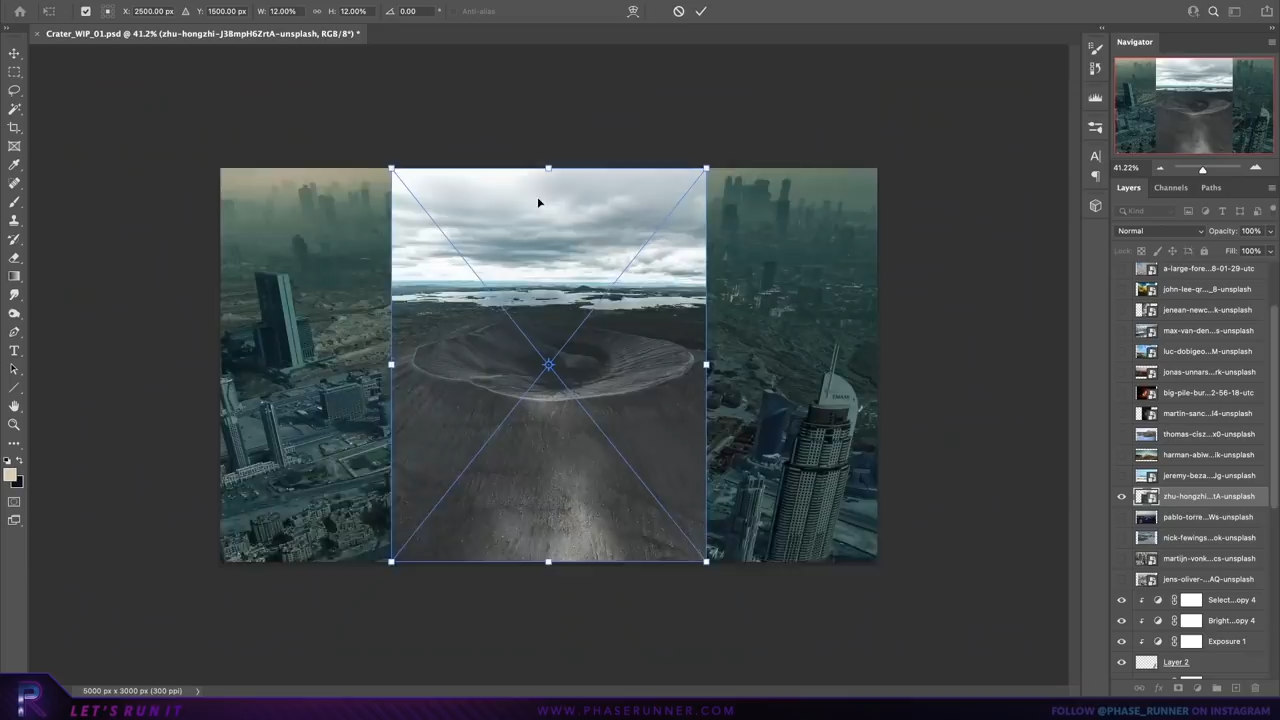 X: 2500.00 px
Y: 1500.00 px
W: 12.00%
H: 12.00%
0.00
Anti-alias
× Crater_WIP_01.psd @ 41.2% (zhu-hongzhi-J3BmpH6ZrtA-unsplash, RGB/8*) *
Navigator
41.22%
Layers
Channels
Paths
Kind
Normal
Opacity: 100%
Lock:
Fill: 100%
a-large-fore...8-01-29-utc
john-lee-qr..._8-unsplash
jenean-newc...k-unsplash
max-van-den...s-unsplash
luc-dobigeo...M-unsplash
jonas-unnars...rk-unsplash
big-pile-bur...2-56-18-utc
martin-sanc...l4-unsplash
thomas-cisz...x0-unsplash
harman-abiw...ik-unsplash
jeremy-beza...Jg-unsplash
zhu-hongzhi...tA-unsplash
pablo-torre...Ws-unsplash
nick-fewings...ok-unsplash
martijn-vonk...cs-unsplash
jens-oliver-...AQ-unsplash
Select...opy 4
Bright...opy 4
Exposure 1
Layer 2
5000 px x 3000 px (300 ppi)
LET'S RUN IT
WWW.PHASERUNNER.COM
FOLLOW @PHASE_RUNNER ON INSTAGRAM